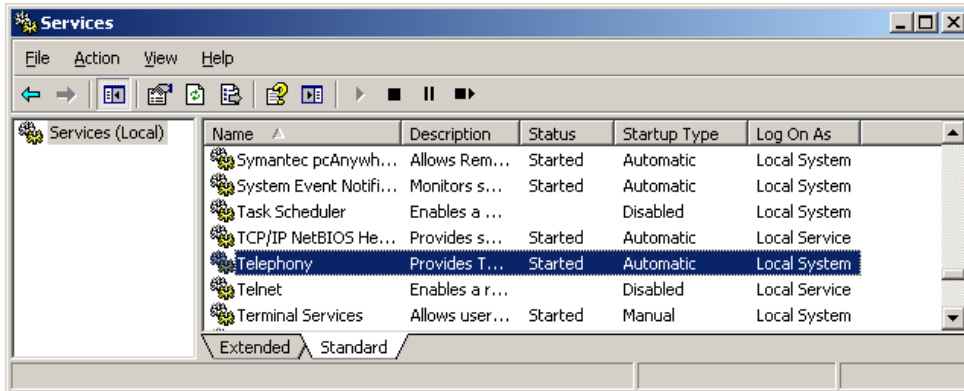 Services
File Action View Help
Services (Local)
Name Description Status Startup Type Log On As
Symantec pcAnywh... Allows Rem... Started Automatic Local System
System Event Notifi... Monitors s... Started Automatic Local System
Task Scheduler Enables a ... Disabled Local System
TCP/IP NetBIOS He... Provides s... Started Automatic Local Service
Telephony Provides T... Started Automatic Local System
Telnet Enables a r... Disabled Local Service
Terminal Services Allows user... Started Manual Local System
Extended Standard